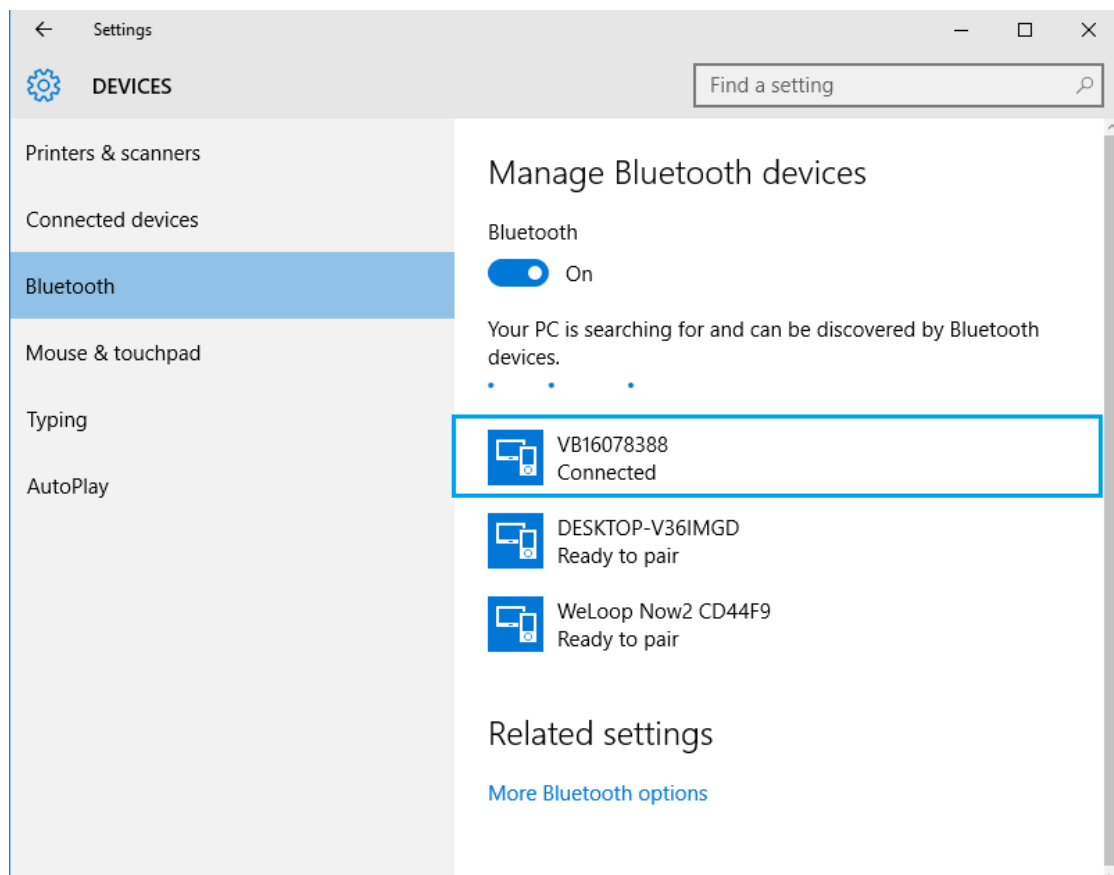 Settings
DEVICES
Find a setting
Printers & scanners
Connected devices
Bluetooth
Mouse & touchpad
Typing
AutoPlay
Manage Bluetooth devices
Bluetooth
On
Your PC is searching for and can be discovered by Bluetooth
devices.
VB16078388
Connected
DESKTOP-V36IMGD
Ready to pair
WeLoop Now2 CD44F9
Ready to pair
Related settings
More Bluetooth options